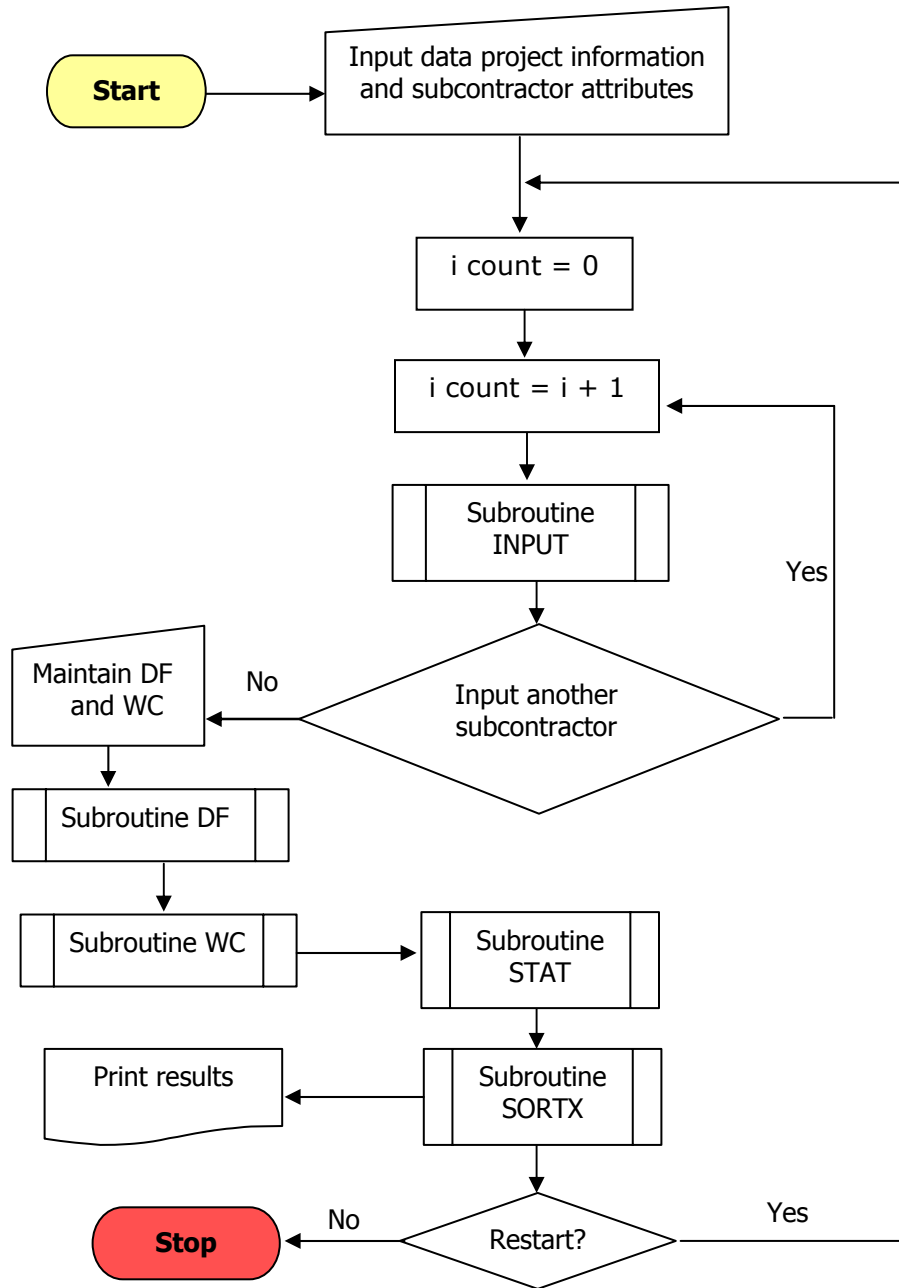 Input data project information
and subcontractor attributes
Start
i count = 0
i count = i + 1
Subroutine
INPUT
Yes
Maintain DF
and WC
No
Input another
subcontractor
Subroutine DF
Subroutine WC
Subroutine
STAT
Print results
Subroutine
SORTX
Stop
No
Restart?
Yes